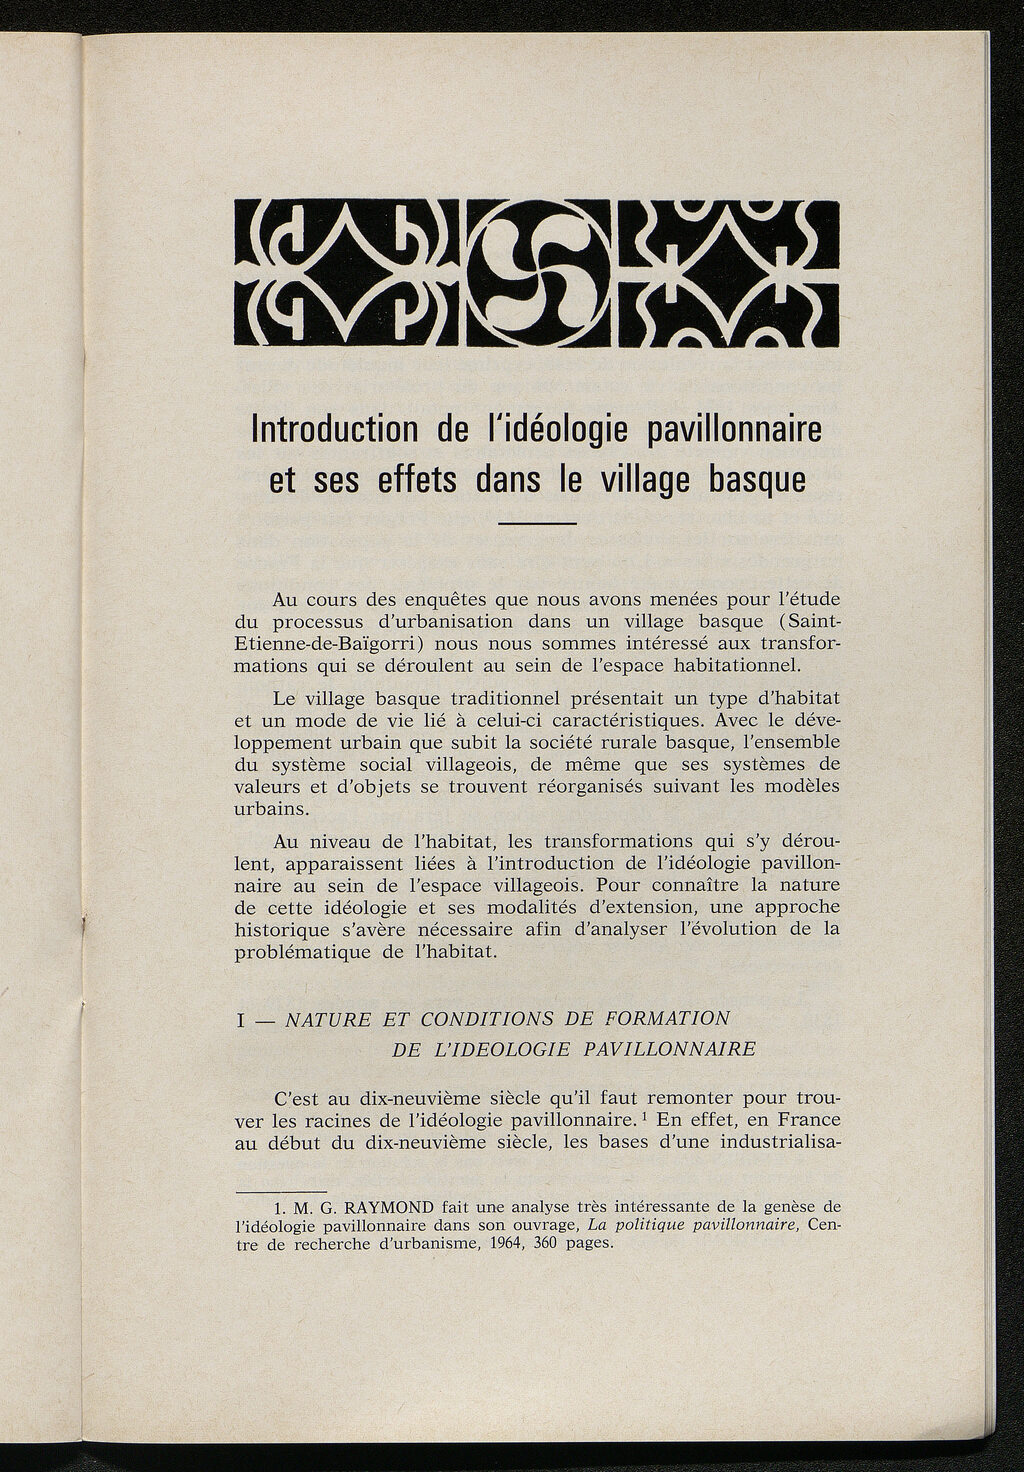 Introduction de l'idéologie pavillonnaire
et ses effets dans le village basque
Au cours des enquêtes que nous avons menées pour l'étude
du processus d'urbanisation dans un village basque (Saint-
Etienne-de-Baïgorri) nous nous sommes intéressé aux transfor-
mations qui se déroulent au sein de l'espace habitationnel.
Le village basque traditionnel présentait un type d'habitat
et un mode de vie lié à celui-ci caractéristiques. Avec le déve-
loppement urbain que subit la société rurale basque, l'ensemble
du système social villageois, de même que ses systèmes de
valeurs et d'objets se trouvent réorganisés suivant les modèles
urbains.
Au niveau de l'habitat, les transformations qui s'y dérou-
lent, apparaissent liées à l'introduction de l'idéologie pavillon-
naire au sein de l'espace villageois. Pour connaître la nature
de cette idéologie et ses modalités d'extension, une approche
historique s'avère nécessaire afin d'analyser l'évolution de la
problématique de l'habitat.
I — NATURE ET CONDITIONS DE FORMATION
DE L'IDEOLOGIE PAVILLONNAIRE
C'est au dix-neuvième siècle qu'il faut remonter pour trou-
ver les racines de l'idéologie pavillonnaire. ¹ En effet, en France
au début du dix-neuvième siècle, les bases d'une industrialisa-
1. M. G. RAYMOND fait une analyse très intéressante de la genèse de
l'idéologie pavillonnaire dans son ouvrage, La politique pavillonnaire, Cen-
tre de recherche d'urbanisme, 1964, 360 pages.